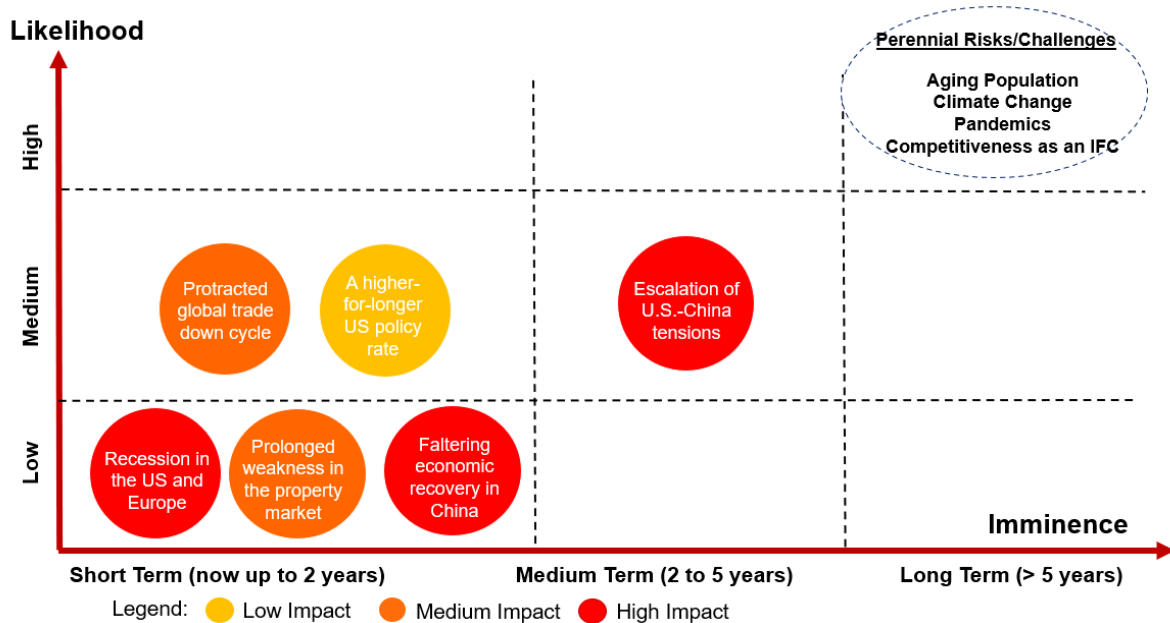 Likelihood
Perennial Risks/Challenges
Aging Population
Climate Change
Pandemics
Competitiveness as an IFC
High
Medium
Low
Protracted
global trade
down cycle
A higher-
for-longer
US policy
rate
Escalation of
U.S.-China
tensions
Recession in
the US and
Europe
Prolonged
weakness in
the property
market
Faltering
economic
recovery in
China
Imminence
Short Term (now up to 2 years)
Medium Term (2 to 5 years)
Long Term (> 5 years)
Legend:
Low Impact
Medium Impact
High Impact